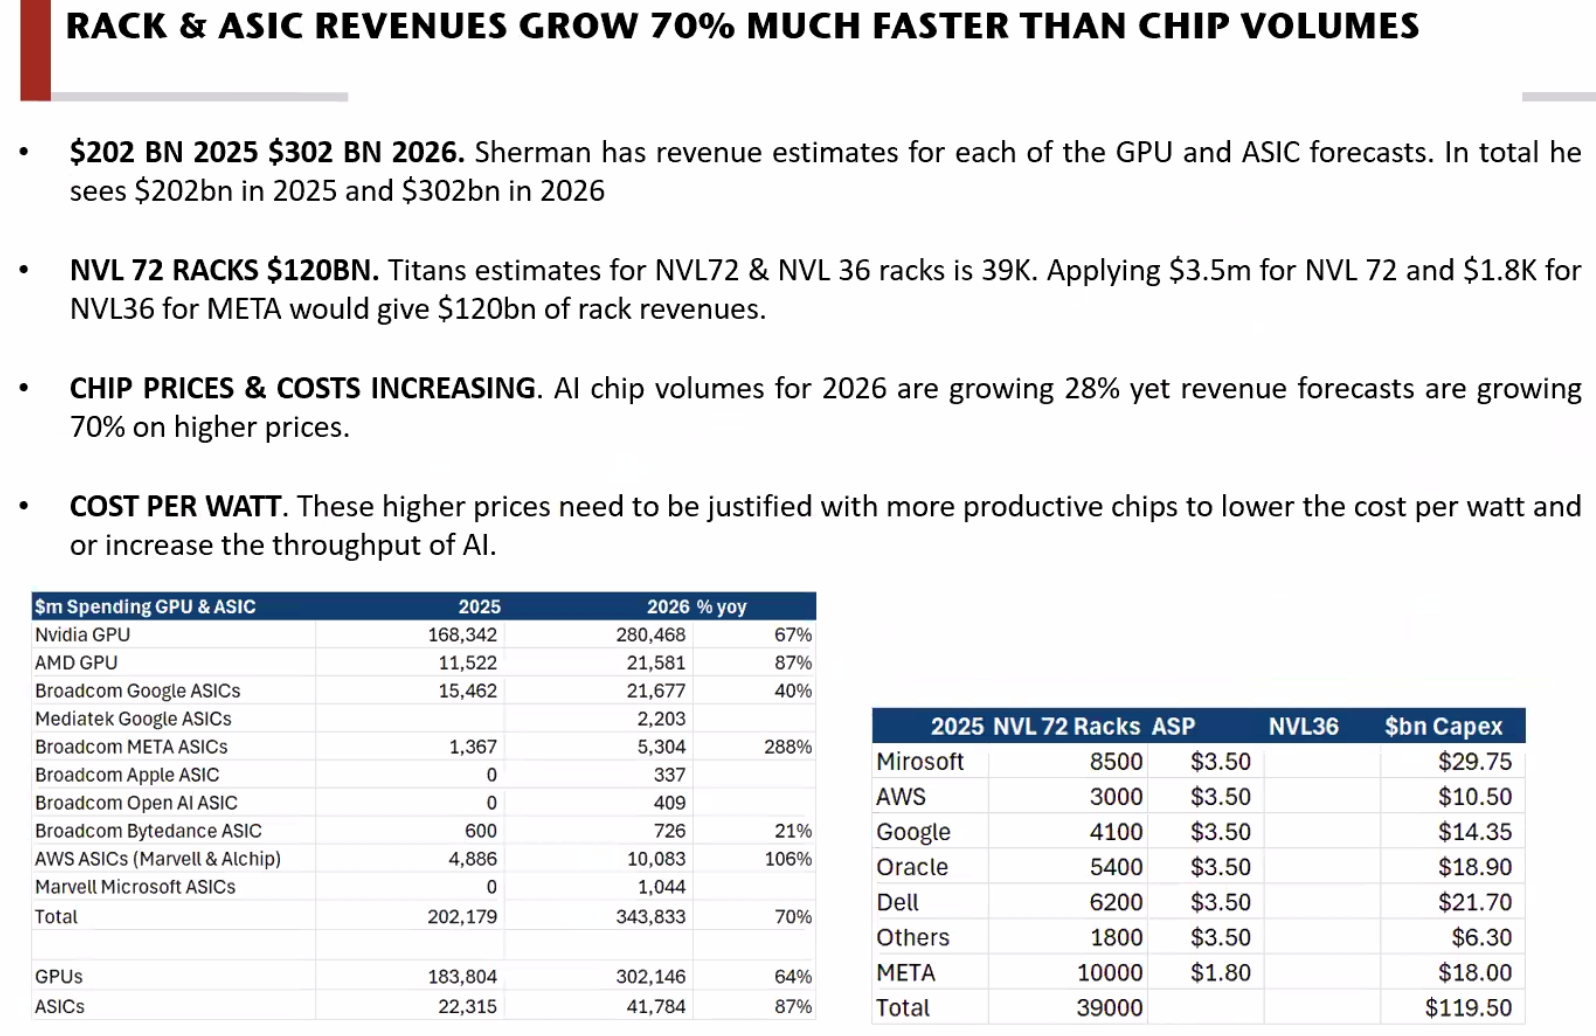 RACK & ASIC REVENUES GROW 70% MUCH FASTER THAN CHIP VOLUMES
• $202 BN 2025 $302 BN 2026. Sherman has revenue estimates for each of the GPU and ASIC forecasts. In total he
sees $202bn in 2025 and $302bn in 2026
• NVL 72 RACKS $120BN. Titans estimates for NVL72 & NVL 36 racks is 39K. Applying $3.5m for NVL 72 and $1.8K for
NVL36 for META would give $120bn of rack revenues.
• CHIP PRICES & COSTS INCREASING. AI chip volumes for 2026 are growing 28% yet revenue forecasts are growing
70% on higher prices.
• COST PER WATT. These higher prices need to be justified with more productive chips to lower the cost per watt and
or increase the throughput of AI.
$m Spending GPU & ASIC 2025 2026 % yoy
Nvidia GPU 168,342 280,468 67%
AMD GPU 11,522 21,581 87%
Broadcom Google ASICs 15,462 21,677 40%
Mediatek Google ASICs 2,203
Broadcom META ASICs 1,367 5,304 288%
Broadcom Apple ASIC 0 337
Broadcom Open AI ASIC 0 409
Broadcom Bytedance ASIC 600 726 21%
AWS ASICs (Marvell & Alchip) 4,886 10,083 106%
Marvell Microsoft ASICs 0 1,044
Total 202,179 343,833 70%
GPUs 183,804 302,146 64%
ASICs 22,315 41,784 87%
2025 NVL 72 Racks ASP NVL36 $bn Capex
Mirosoft 8500 $3.50 $29.75
AWS 3000 $3.50 $10.50
Google 4100 $3.50 $14.35
Oracle 5400 $3.50 $18.90
Dell 6200 $3.50 $21.70
Others 1800 $3.50 $6.30
META 10000 $1.80 $18.00
Total 39000 $119.50